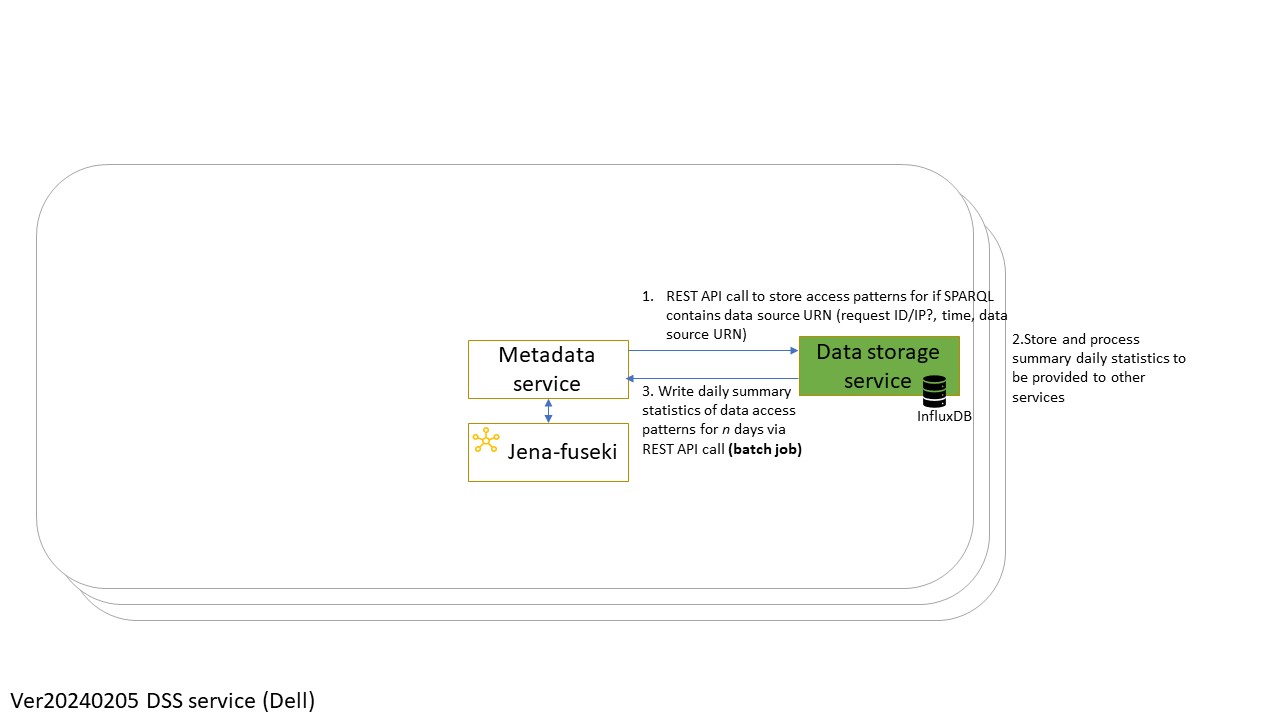 1. REST API call to store access patterns for if SPARQL
contains data source URN (request ID/IP?, time, data
source URN)
Metadata
service
Data storage
service
InfluxDB
2.Store and process
summary daily statistics to
be provided to other
services
3. Write daily summary
statistics of data access
patterns for n days via
REST API call (batch job)
Jena-fuseki
Ver20240205 DSS service (Dell)